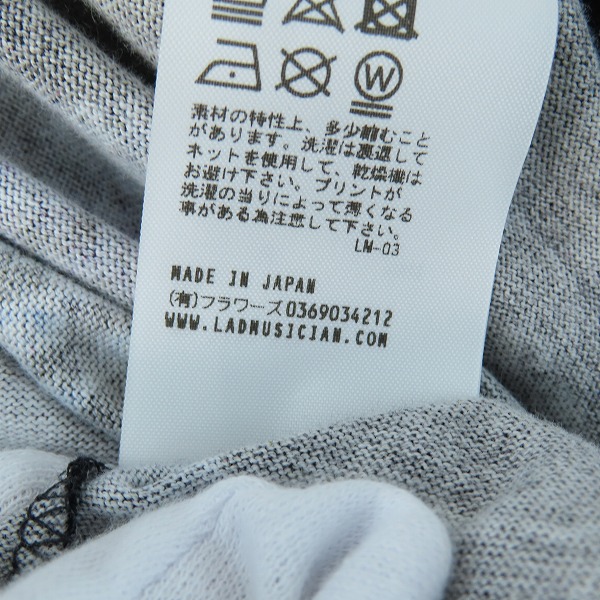 W
素材の特性上、多少縮むこと
があります。洗濯は裏返して
ネットを使用して、乾燥機は
お避け下さい。プリントが
洗濯の当りによって薄くなる
事がある為注意して下さい。
LM-03
MADE IN JAPAN
(有)フラワーズ0369034212
WWW.LADMUSICIAN.COM